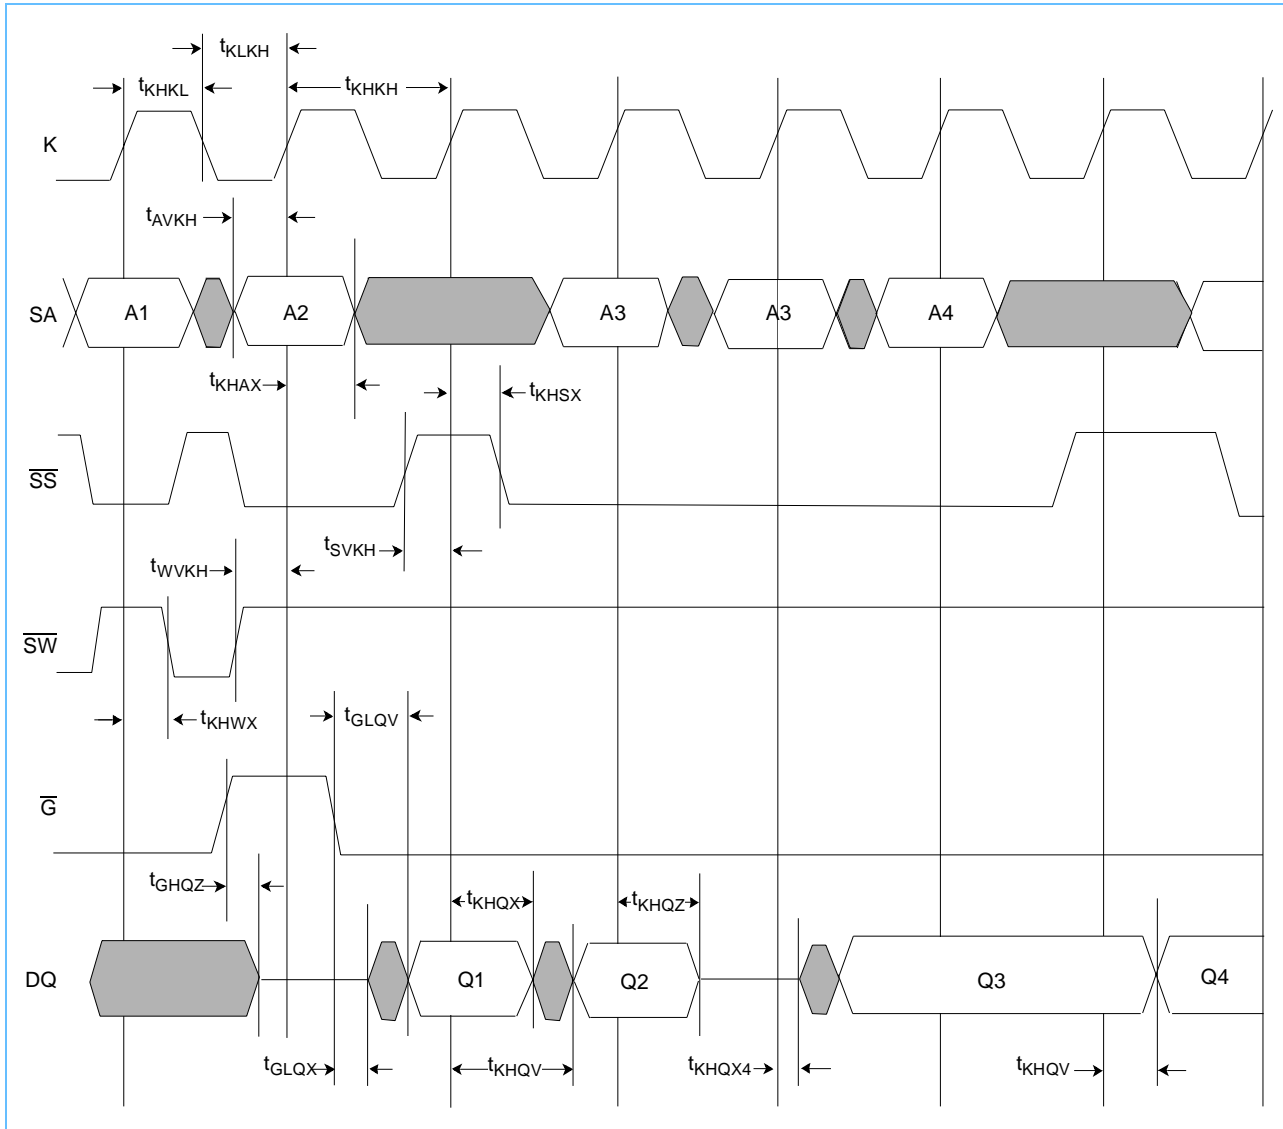 tKLKH
tKHKL
tKHKH
K
tAVKH
SA
A1
A2
A3
A3
A4
tKHAX
tKHSX
SS
tSVKH
tWVKH
SW
tKHWX
tGLQV
G
tGHQZ
tKHQX
tKHQZ
DQ
Q1
Q2
Q3
Q4
tGLQX
tKHQV
tKHQX4
tKHQV